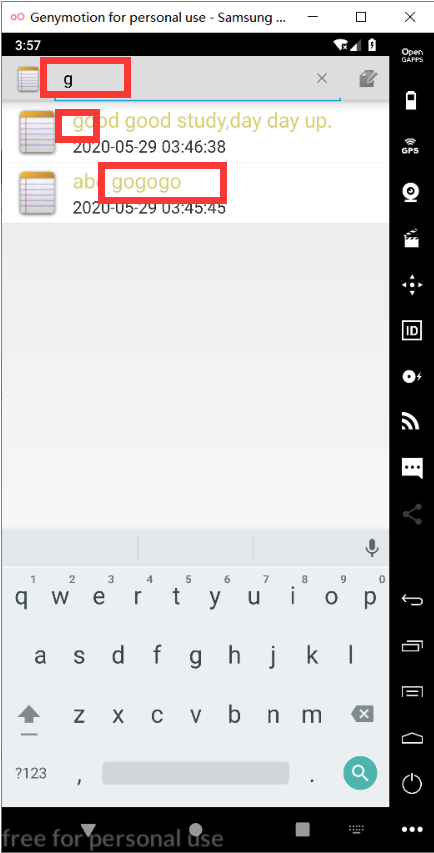 Genymotion for personal use - Samsung ...
3:57
Open
GAPPS
g
good good study,day day up.
2020-05-29 03:46:38
GPS
abc gogogo
2020-05-29 03:45:45
ID
1 2 3 4 5 6 7 8 9 0
q w e r t y u i o p
a s d f g h j k l
z x c v b n m
?123 , .
free for personal use